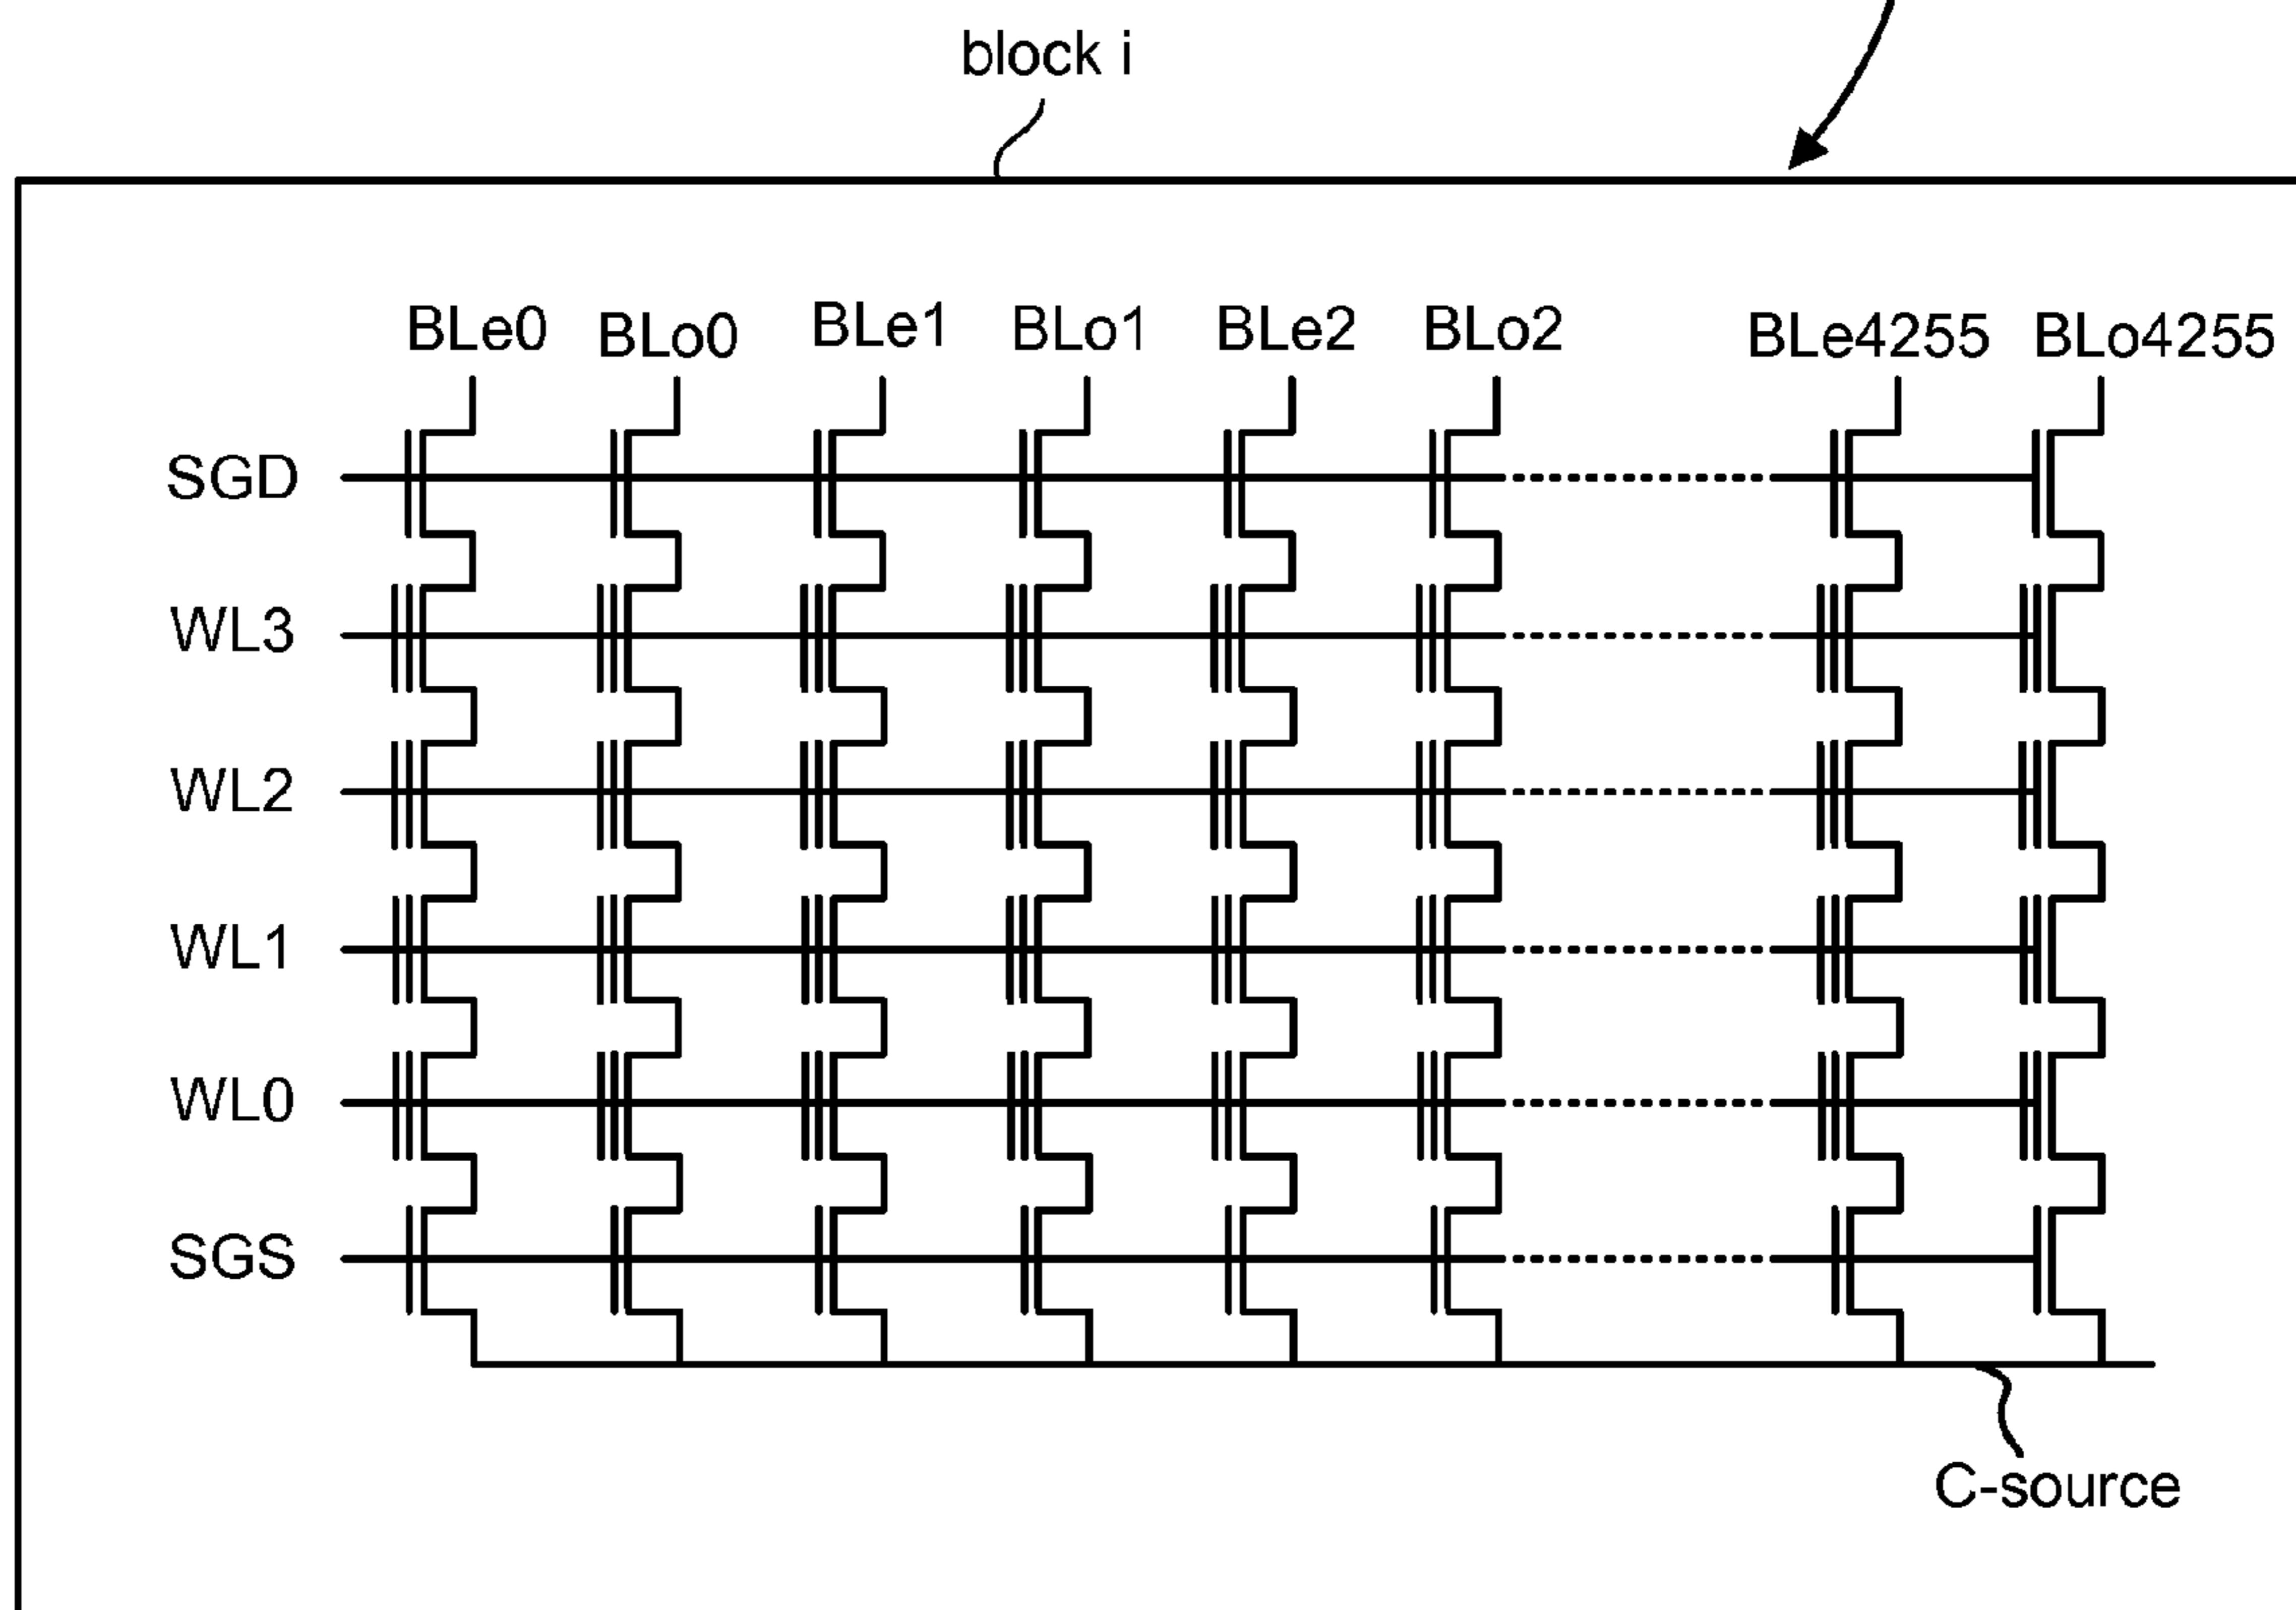 block i
BLe0 BLo0 BLe1 BLo1 BLe2 BLo2 BLe4255 BLo4255
SGD
WL3
WL2
WL1
WL0
SGS
C-source